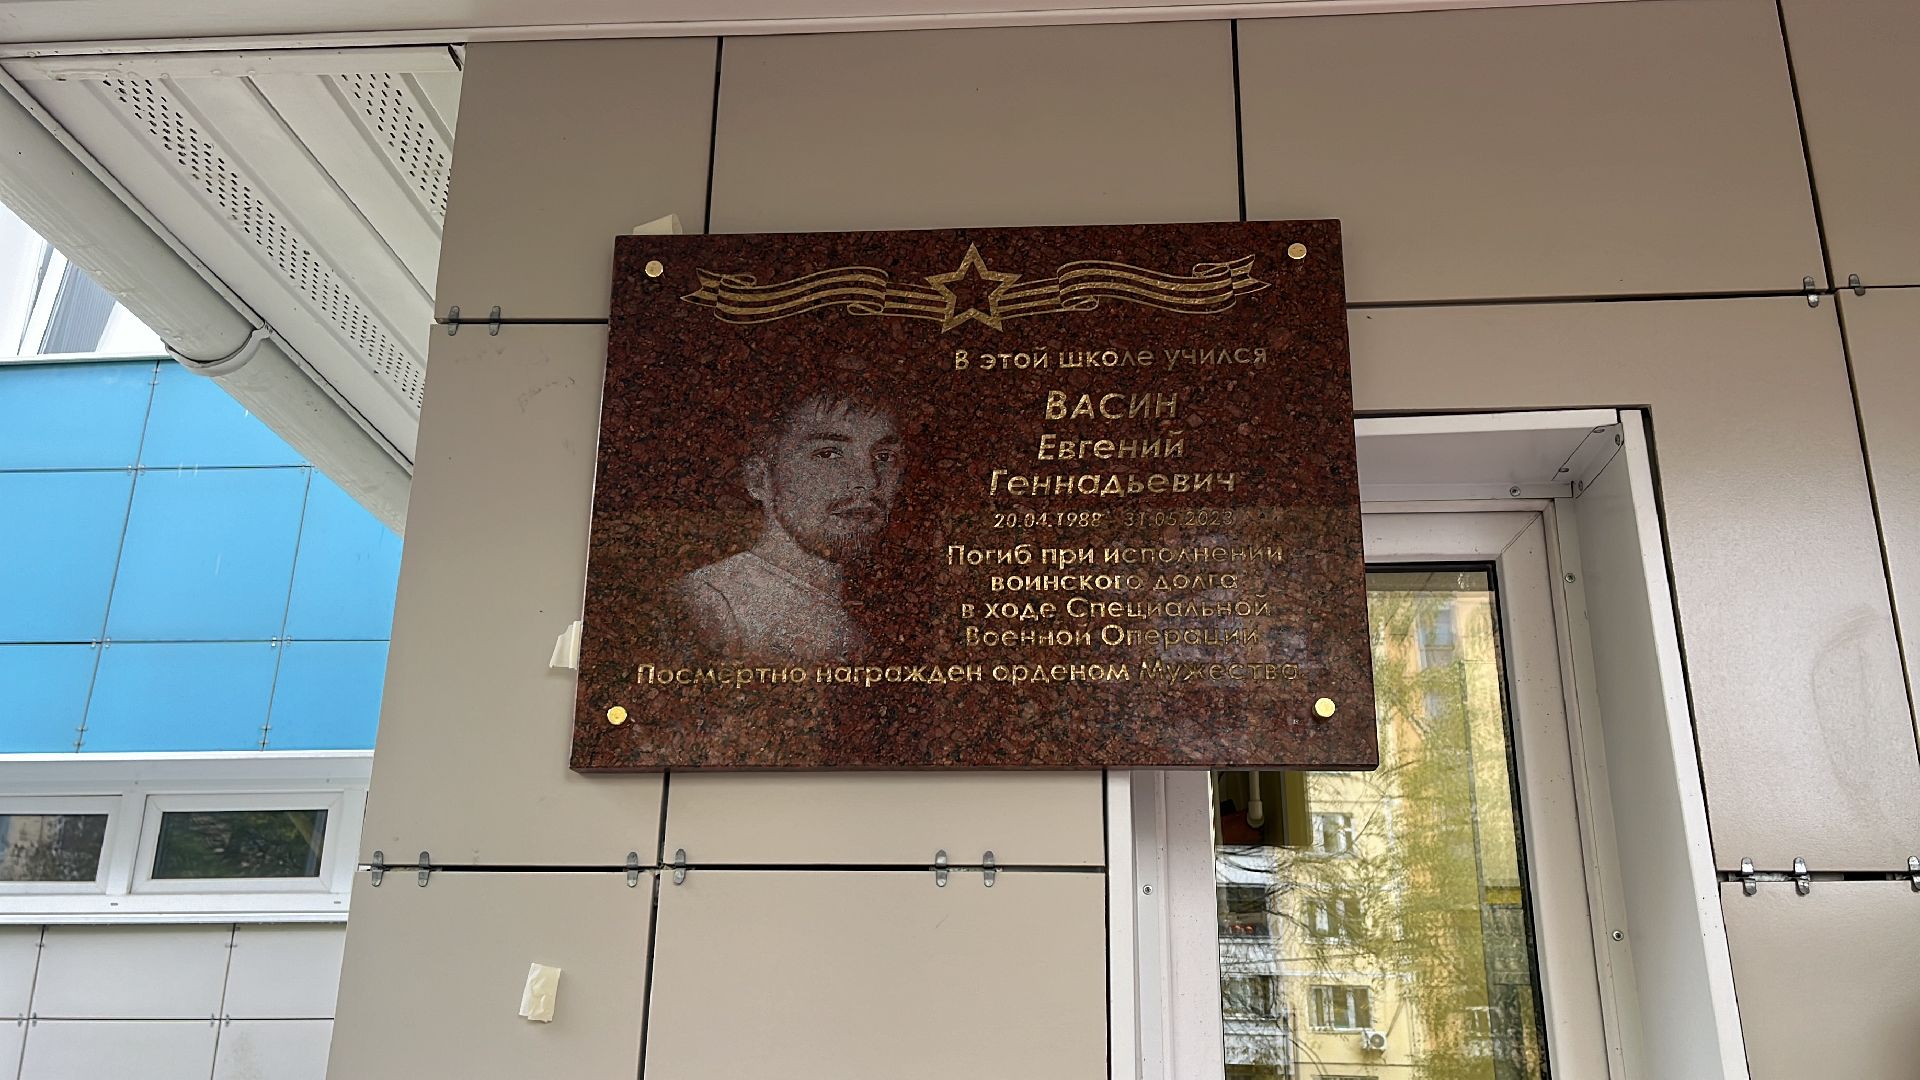 В этой школе учился
ВАСИН
Евгений
Геннадьевич
20.04.1988 31.05.2023
Погиб при исполнении
воинского долга
в ходе Специальной
Военной Операции
Посмертно награжден орденом Мужества